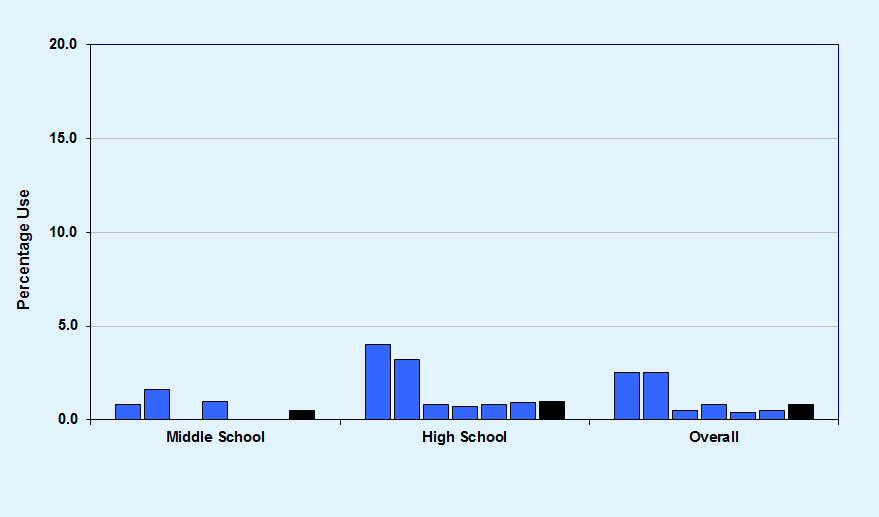 20.0
15.0
10.0
5.0
0.0
Percentage Use
Middle School
High School
Overall